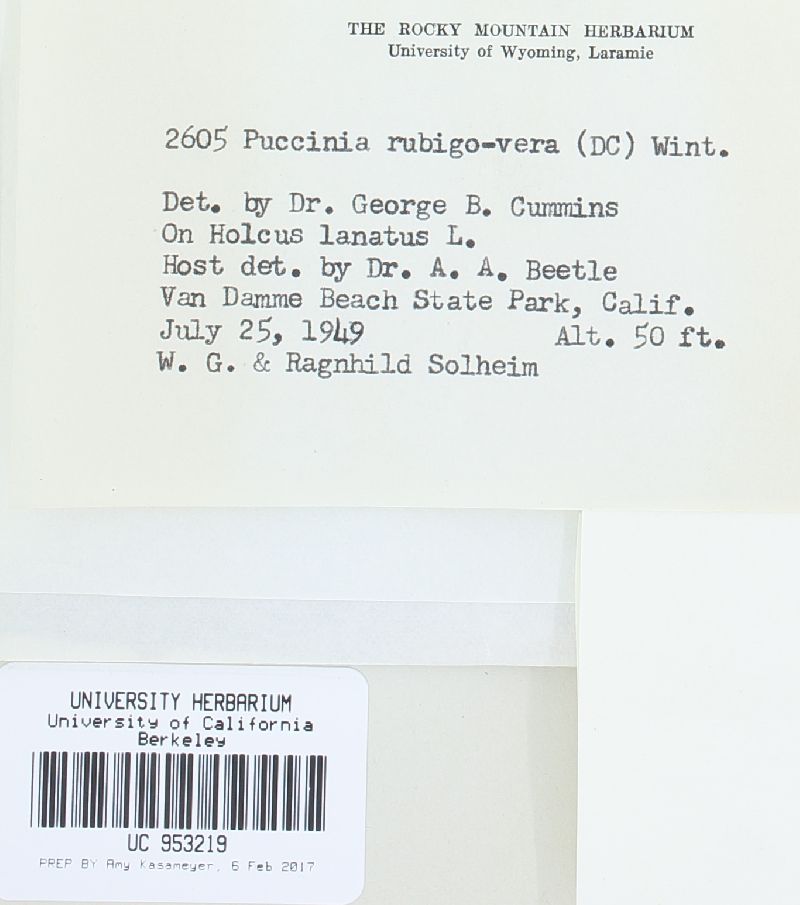 THE ROCKY MOUNTAIN HERBARIUM
University of Wyoming, Laramie
2605 Puccinia rubigo-vera (DC) Wint.
Det. by Dr. George B. Cummins
On Holcus lanatus L.
Host det. by Dr. A. A. Beetle
Van Damme Beach State Park, Calif.
July 25, 1949 Alt. 50 ft.
W. G. & Ragnhild Solheim
UNIVERSITY HERBARIUM
University of California
Berkeley
UC 953219
PREP BY Amy Kasameyer, 6 Feb 2017